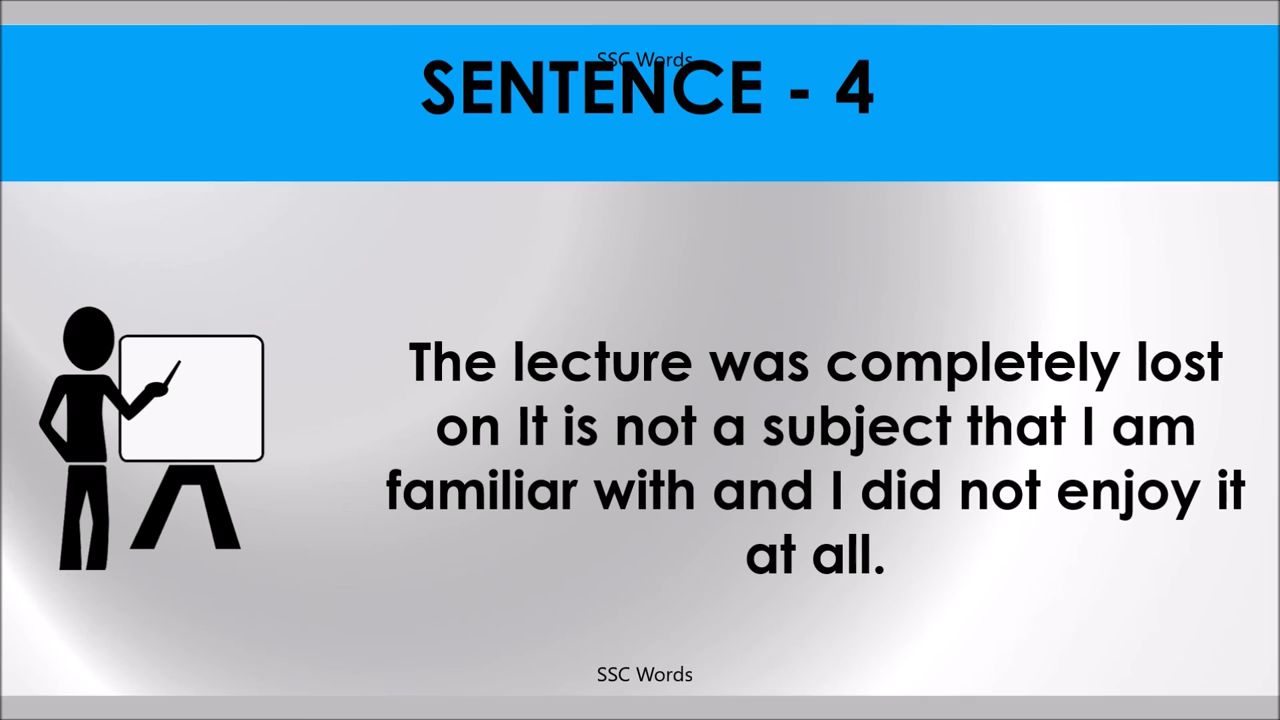 SSC Words
SENTENCE - 4
The lecture was completely lost
on It is not a subject that I am
familiar with and I did not enjoy it
at all.
SSC Words